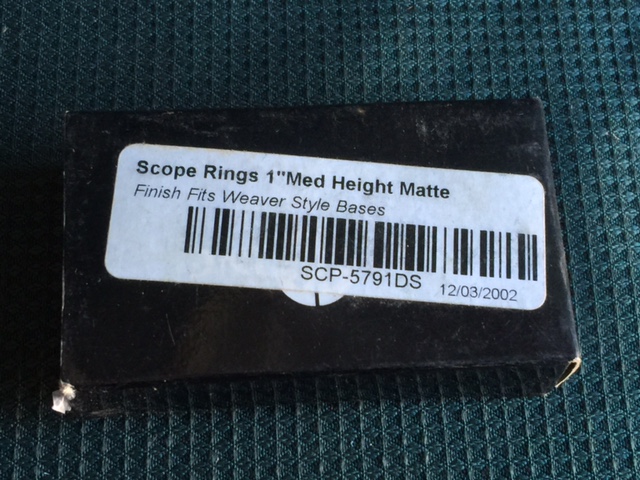 Scope Rings 1"Med Height Matte
Finish Fits Weaver Style Bases
SCP-5791DS
12/03/2002